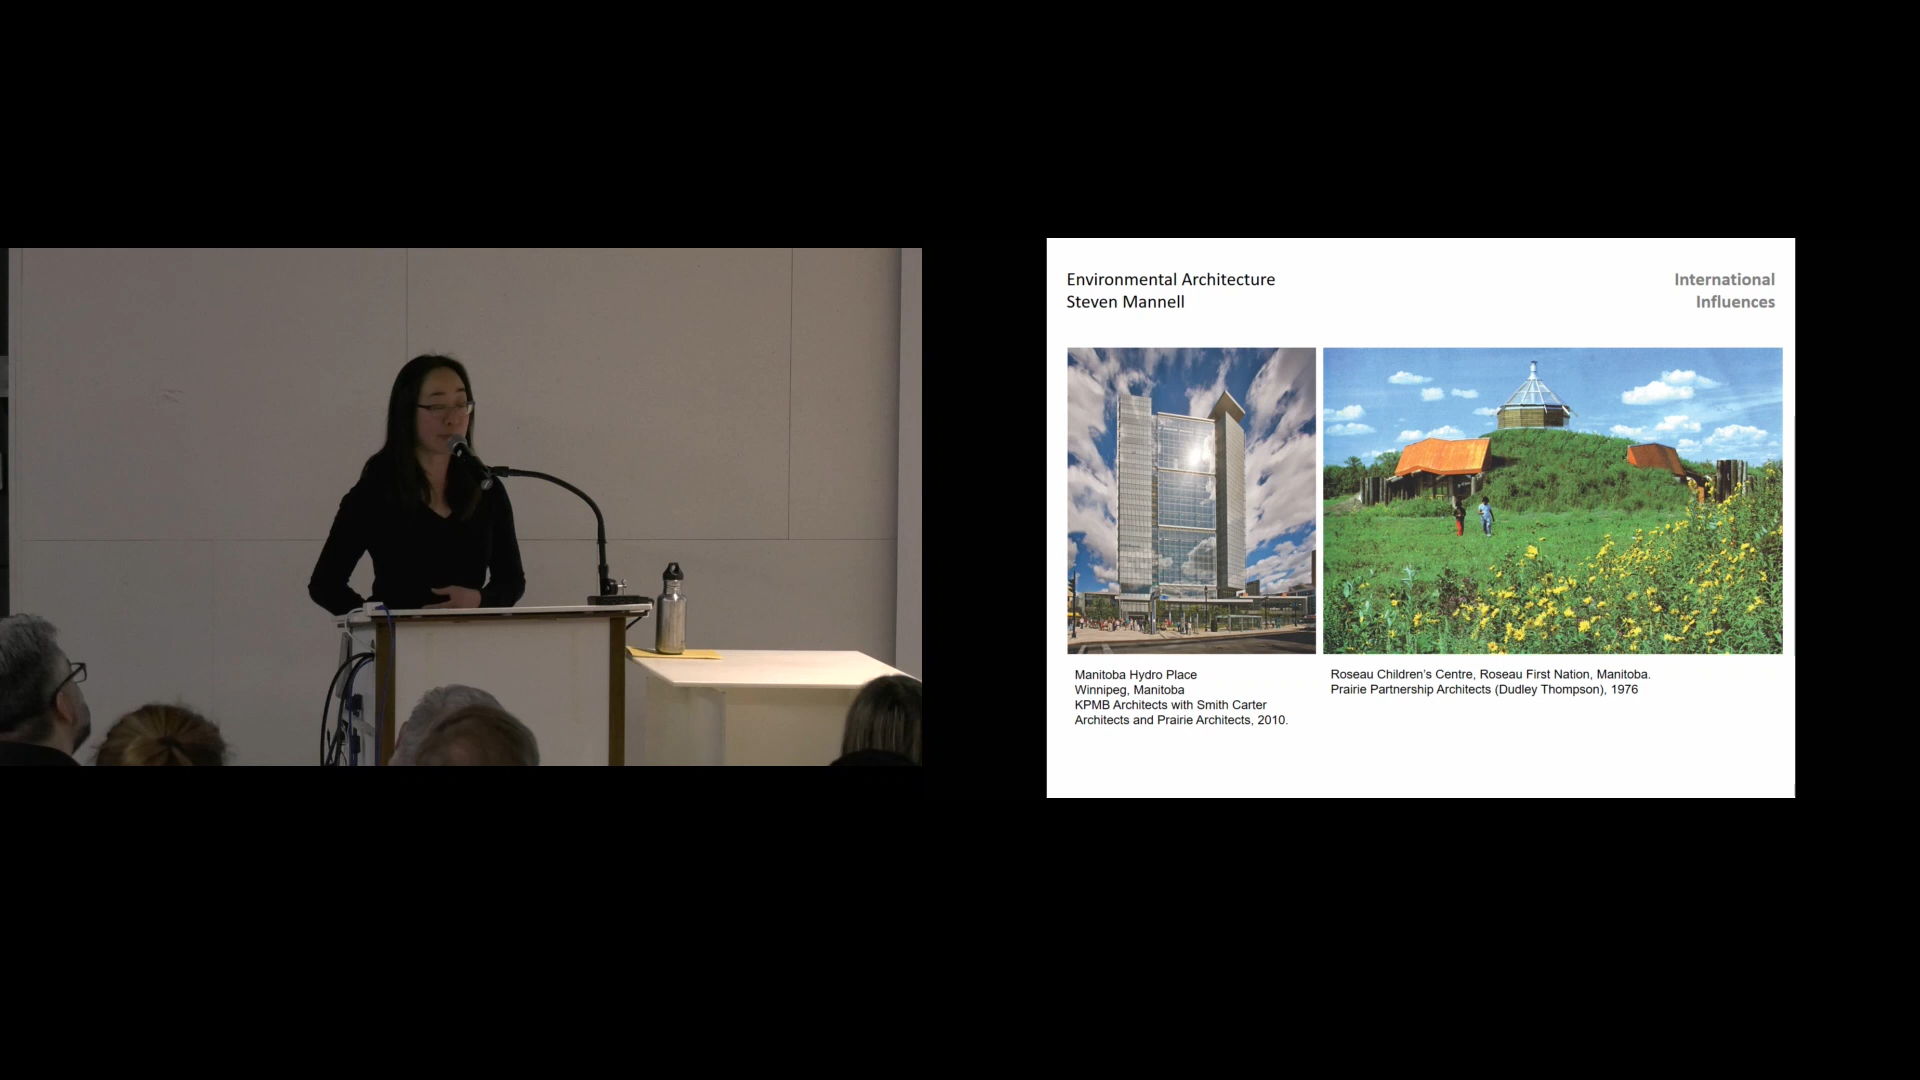 Environmental Architecture
Steven Mannell
International
Influences
Manitoba Hydro Place
Winnipeg, Manitoba
KPMB Architects with Smith Carter
Architects and Prairie Architects, 2010.
Roseau Children's Centre, Roseau First Nation, Manitoba.
Prairie Partnership Architects (Dudley Thompson), 1976